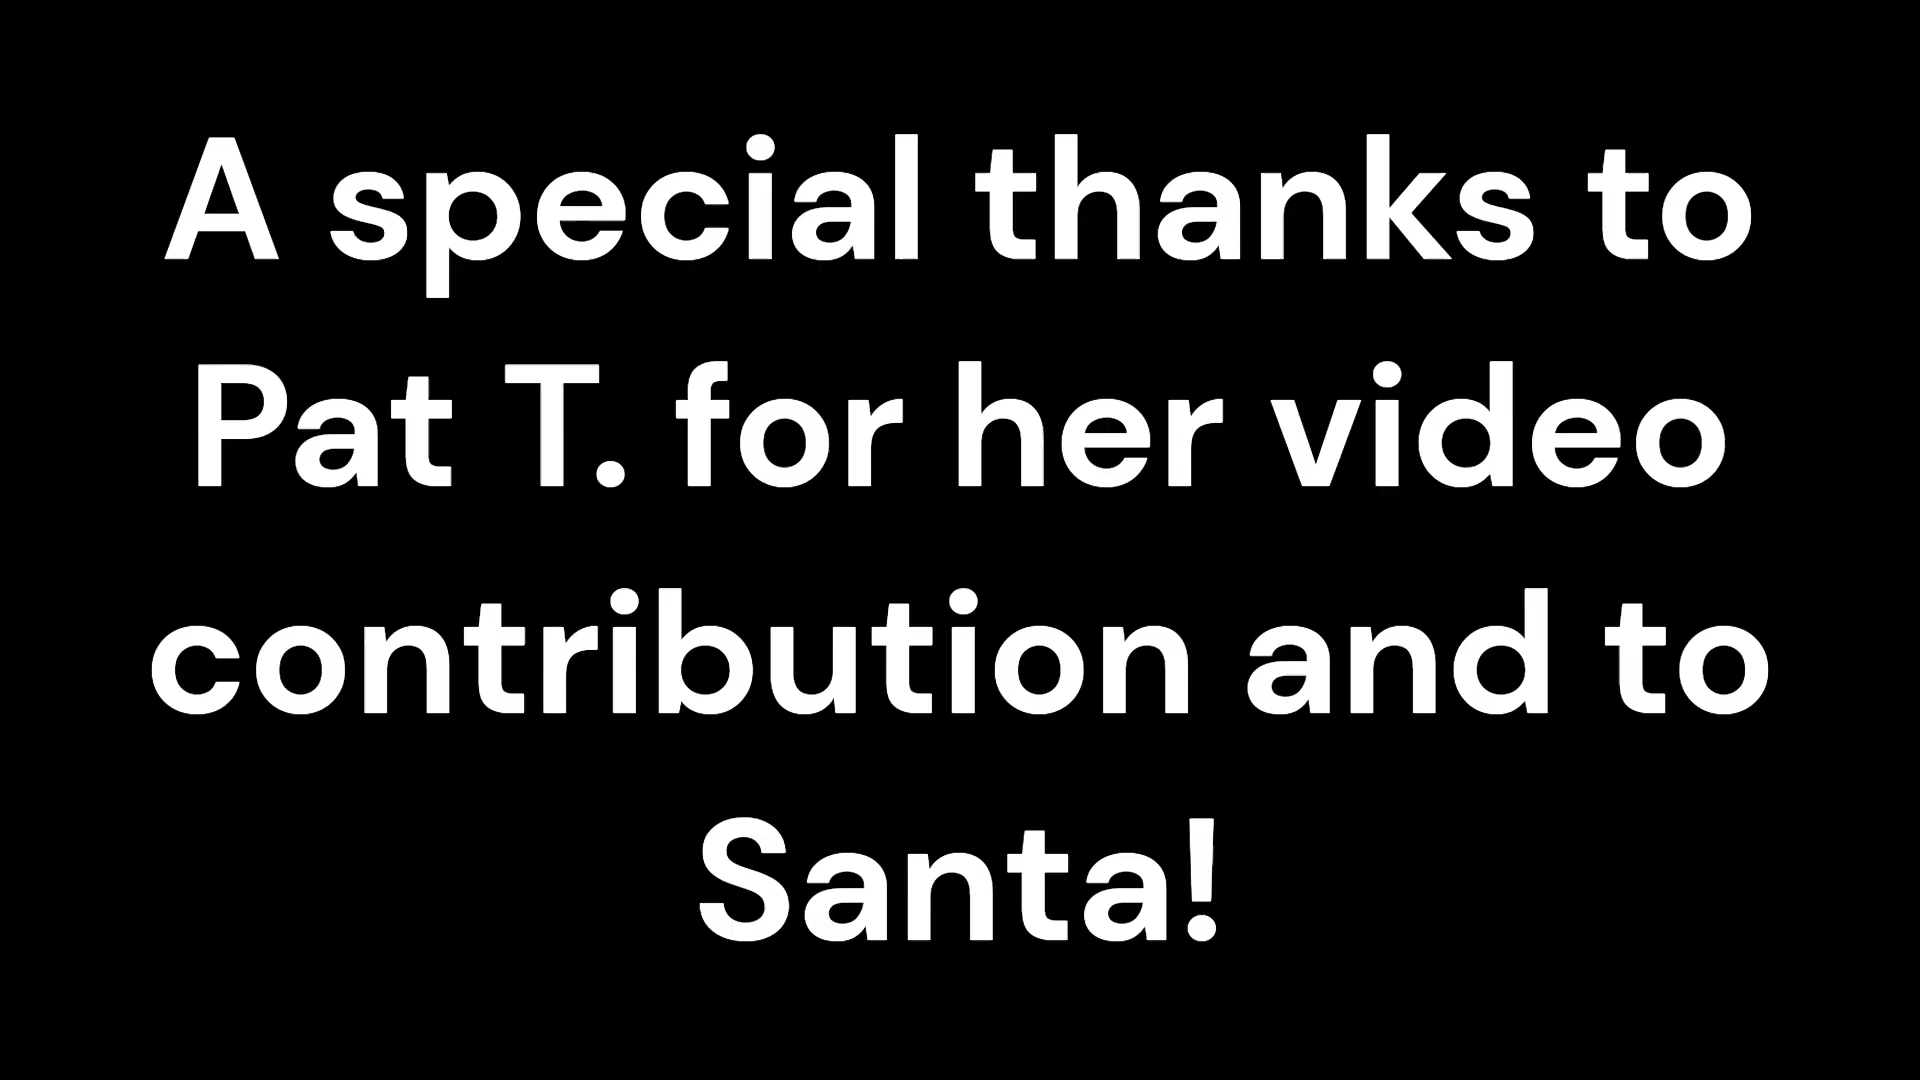 A special thanks to
Pat T. for her video
contribution and to
Santa!